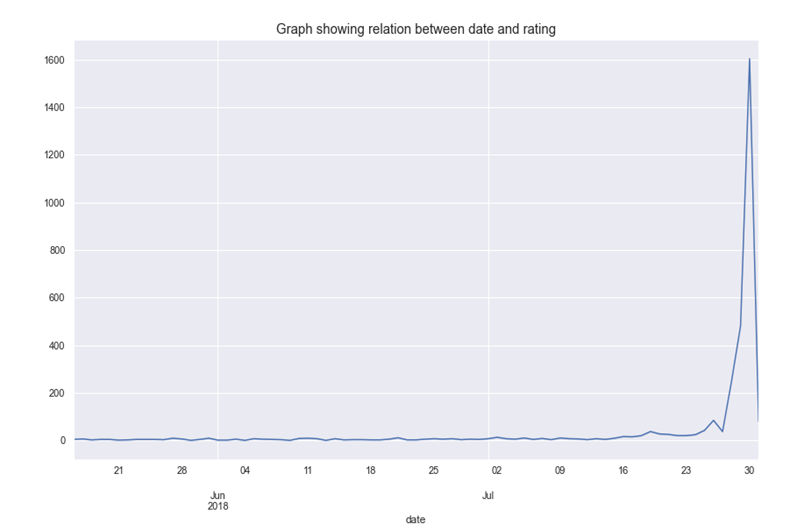 Graph showing relation between date and rating
1600
1400
1200
1000
800
600
400
200
0
21 28 04 11 18 25 02 09 16 23 30
Jun Jul
2018
date